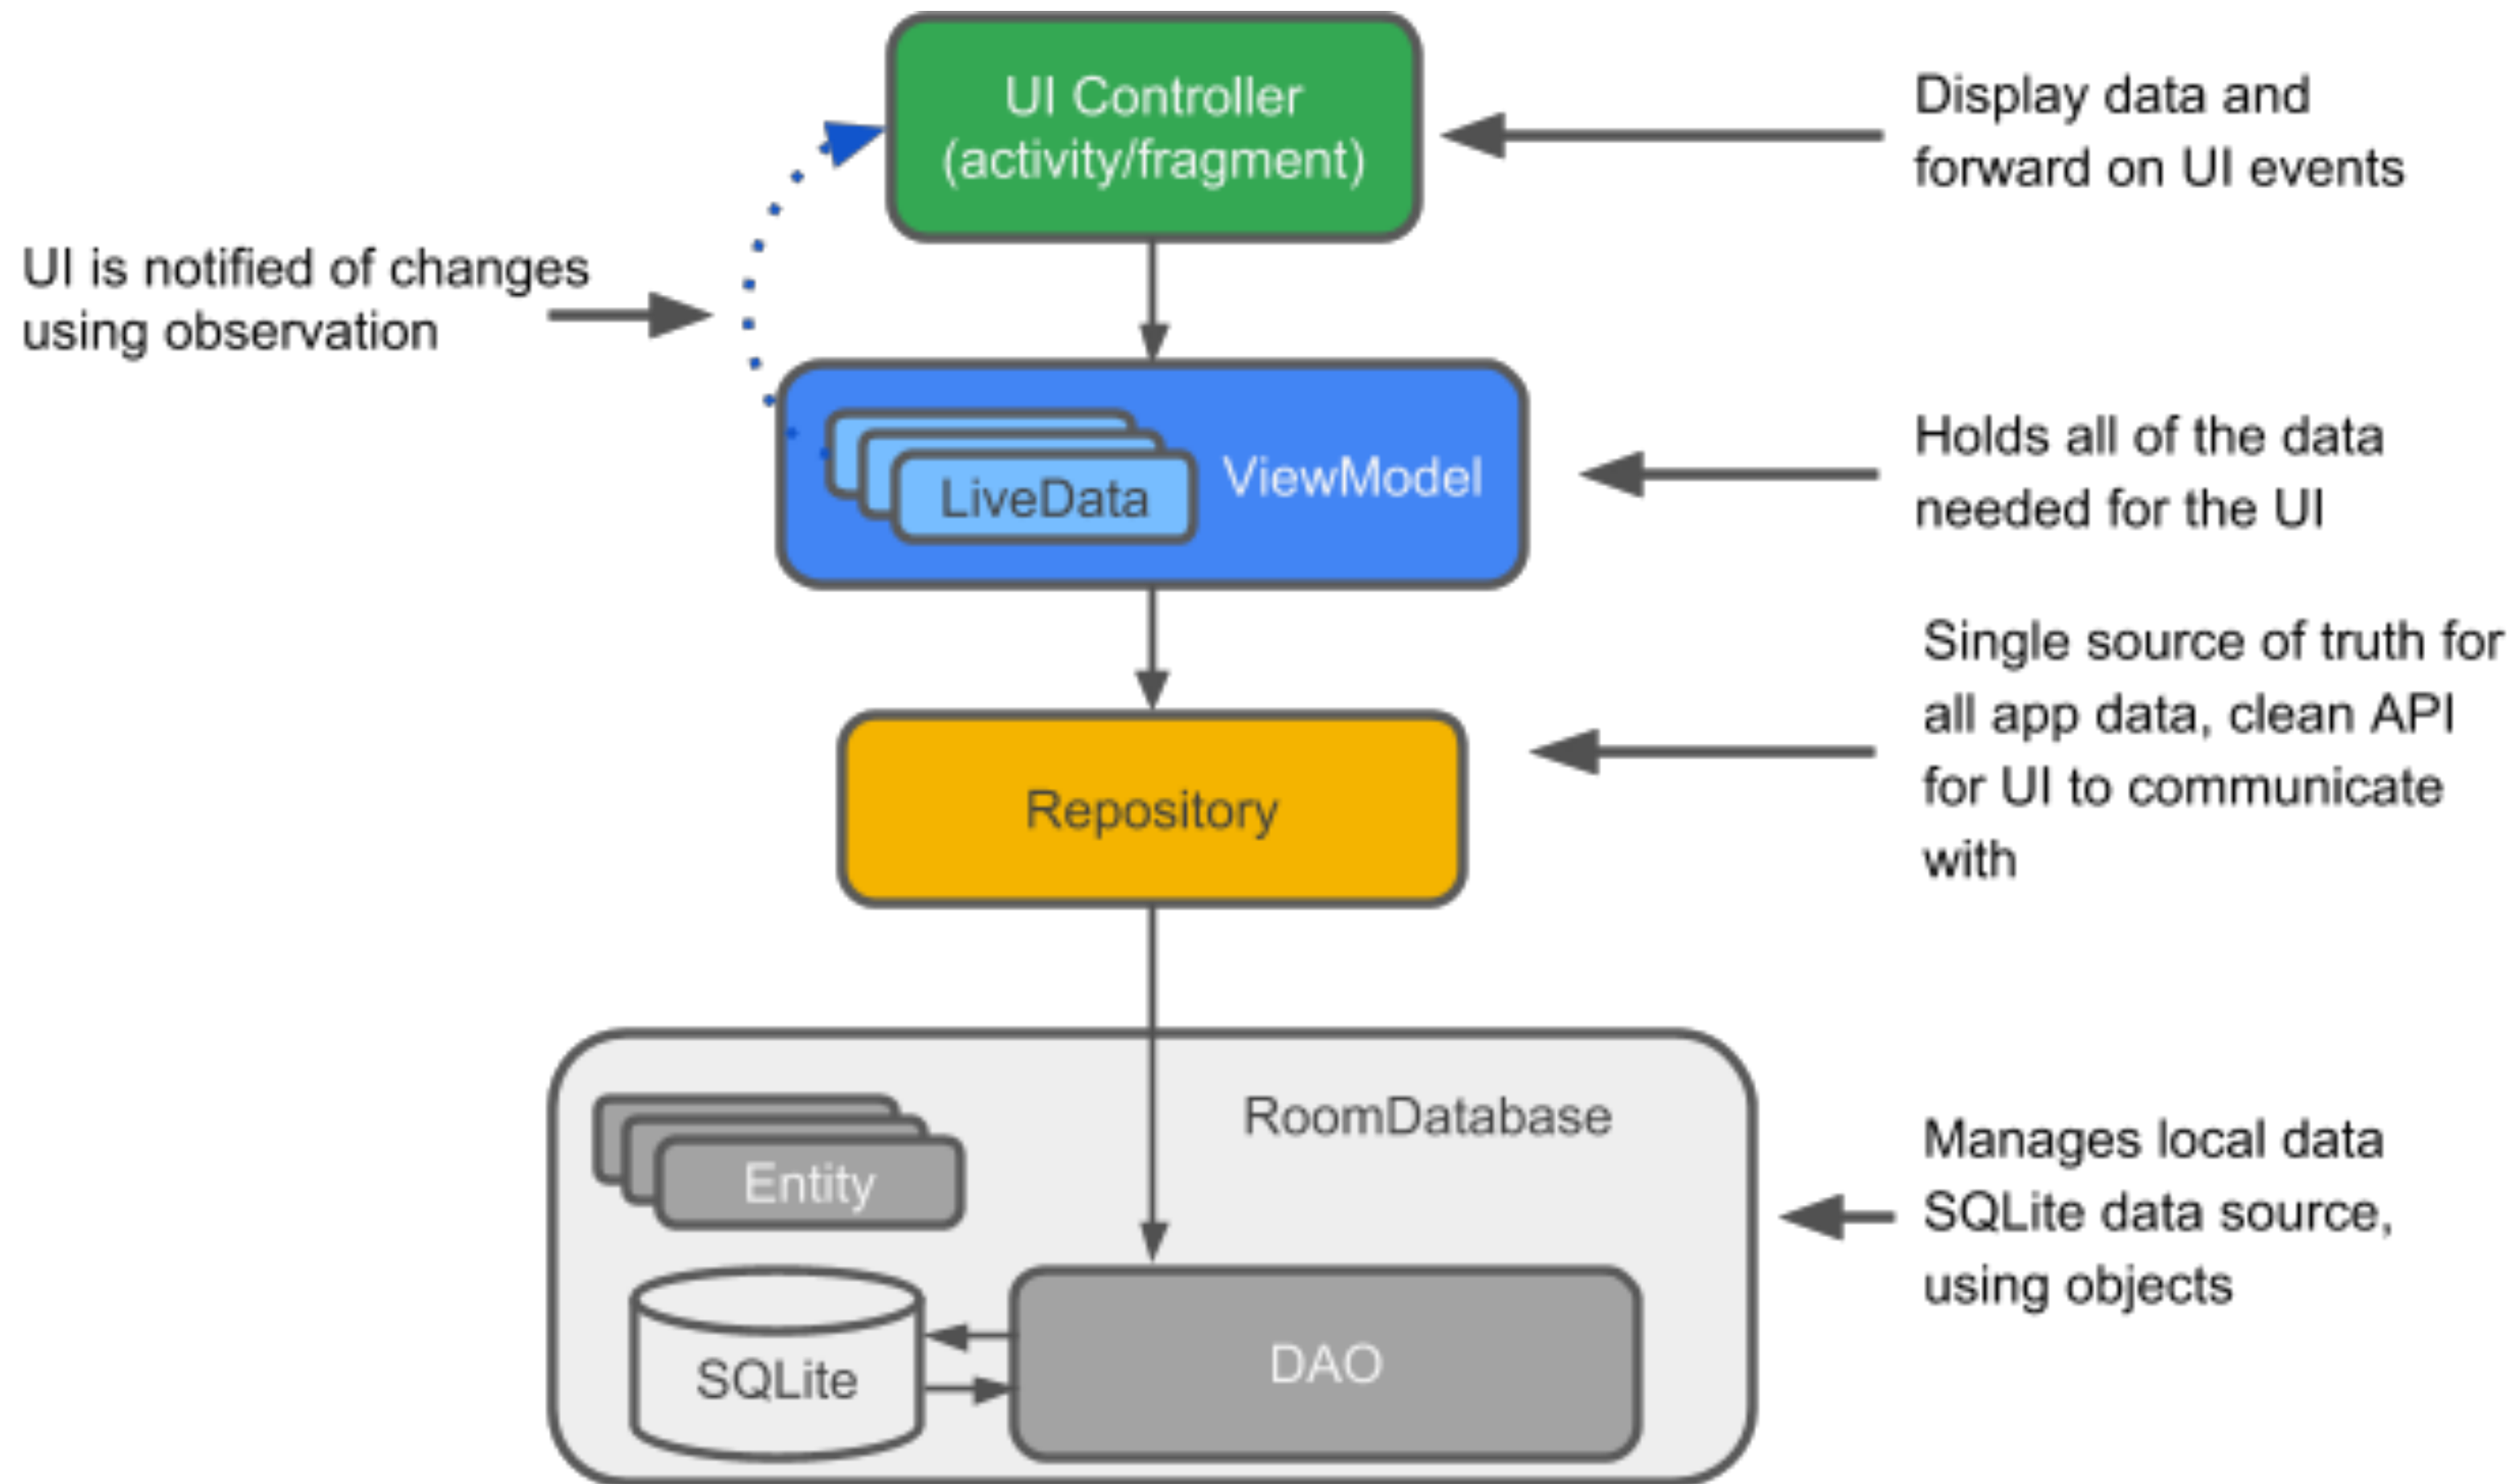 UI Controller
(activity/fragment)
Display data and
forward on UI events
UI is notified of changes
using observation
LiveData
ViewModel
Holds all of the data
needed for the UI
Repository
Single source of truth for
all app data, clean API
for UI to communicate
with
RoomDatabase
Entity
SQLite
DAO
Manages local data
SQLite data source,
using objects